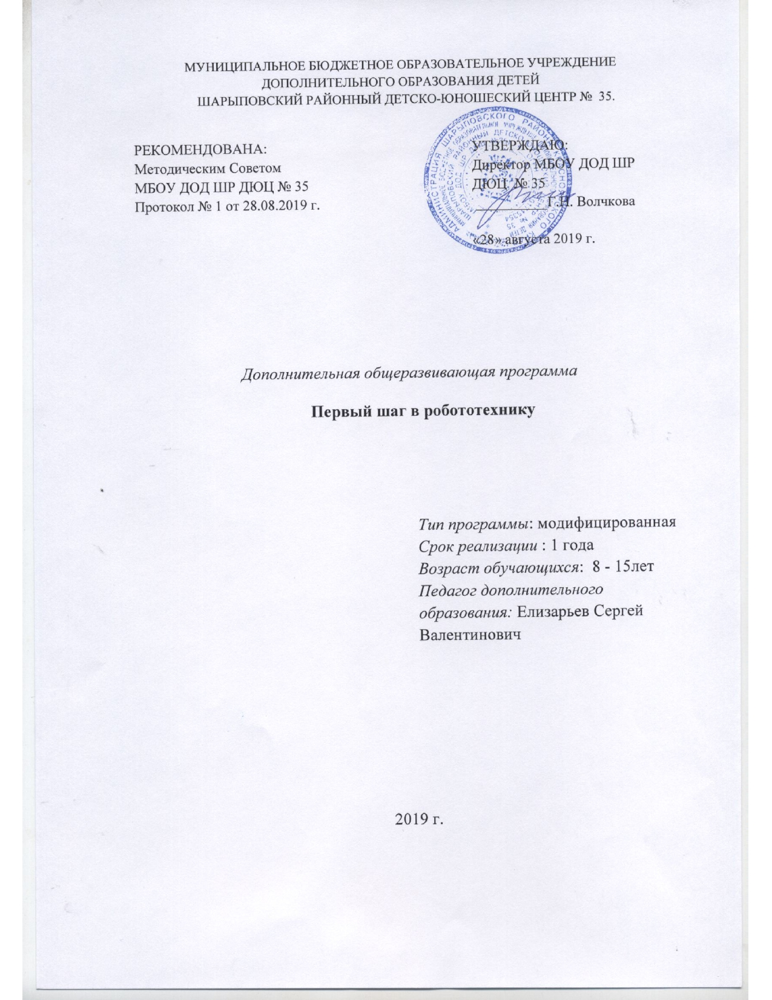 МУНИЦИПАЛЬНОЕ БЮДЖЕТНОЕ ОБРАЗОВАТЕЛЬНОЕ УЧРЕЖДЕНИЕ
ДОПОЛНИТЕЛЬНОГО ОБРАЗОВАНИЯ ДЕТЕЙ
ШАРЫПОВСКИЙ РАЙОННЫЙ ДЕТСКО-ЮНОШЕСКИЙ ЦЕНТР № 35.
РЕКОМЕНДОВАНА:
Методическим Советом
МБОУ ДОД ШР ДЮЦ № 35
Протокол № 1 от 28.08.2019 г.
УТВЕРЖДАЮ:
Директор МБОУ ДОД ШР
ДЮЦ № 35
__________Г.Н. Волчкова
«28» августа 2019 г.
АДМИНИСТРАЦИЯ ШАРЫПОВСКОГО РАЙОНА КРАСНОЯРСКОГО
Дополнительная общеразвивающая программа
Первый шаг в робототехнику
Тип программы: модифицированная
Срок реализации : 1 года
Возраст обучающихся: 8 - 15лет
Педагог дополнительного
образования: Елизарьев Сергей
Валентинович
2019 г.